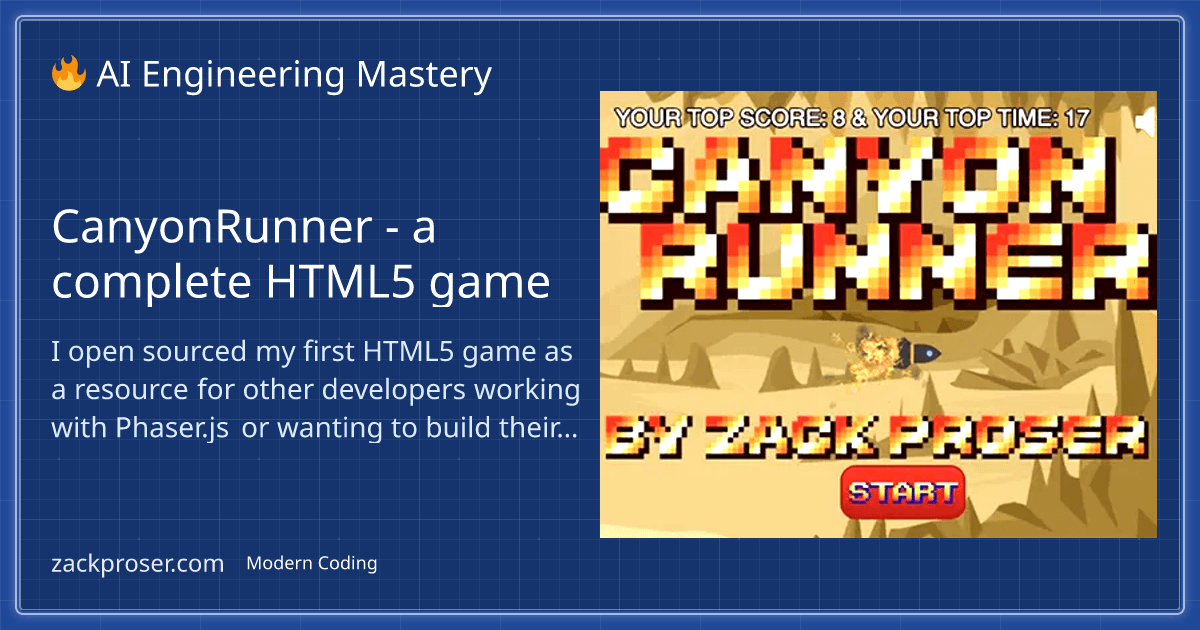 AI Engineering Mastery
CanyonRunner - a
complete HTML5 game
I open sourced my first HTML5 game as
a resource for other developers working
with Phaser.js or wanting to build their...
zackproser.com Modern Coding
YOUR TOP SCORE: 8 & YOUR TOP TIME: 17
CANYON
RUNNER
BY ZACK PROSER
START